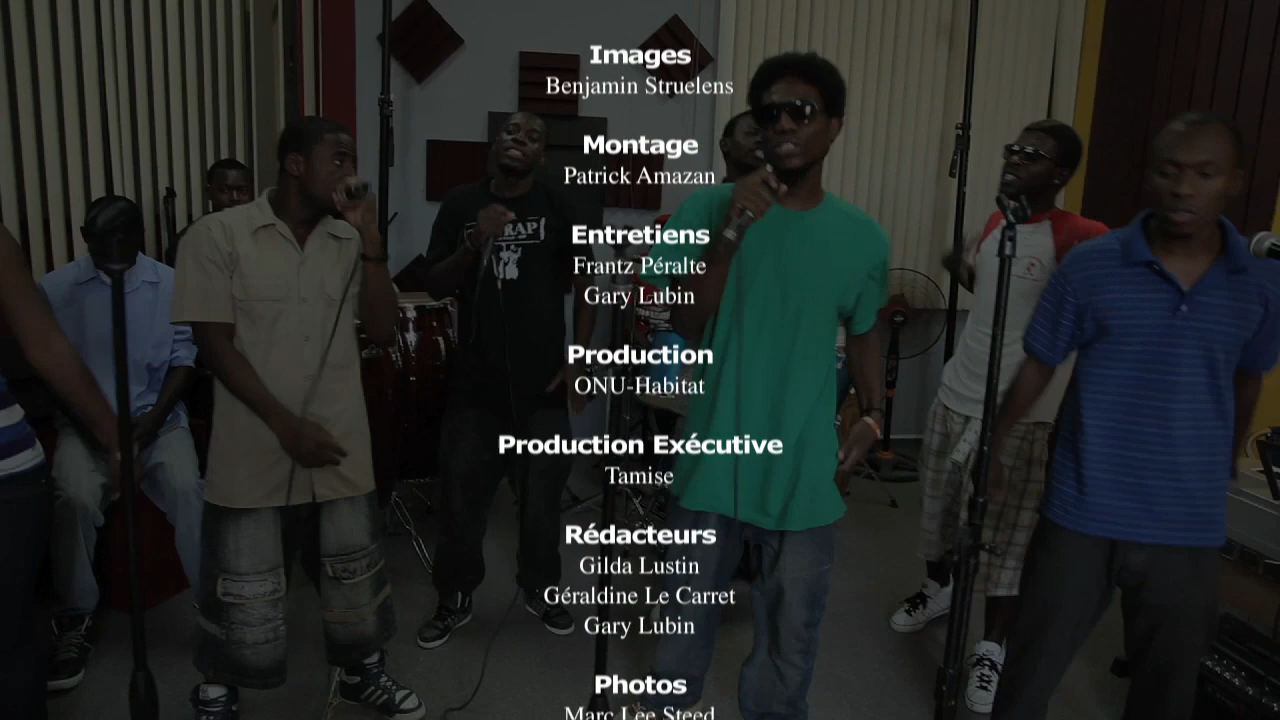 Images
Benjamin Struelens
Montage
Patrick Amazan
Entretiens
Frantz Péralte
Gary Lubin
Production
ONU-Habitat
Production Exécutive
Tamise
Rédacteurs
Gilda Lustin
Géraldine Le Carret
Gary Lubin
Photos
Marc Lee Steed
RAP